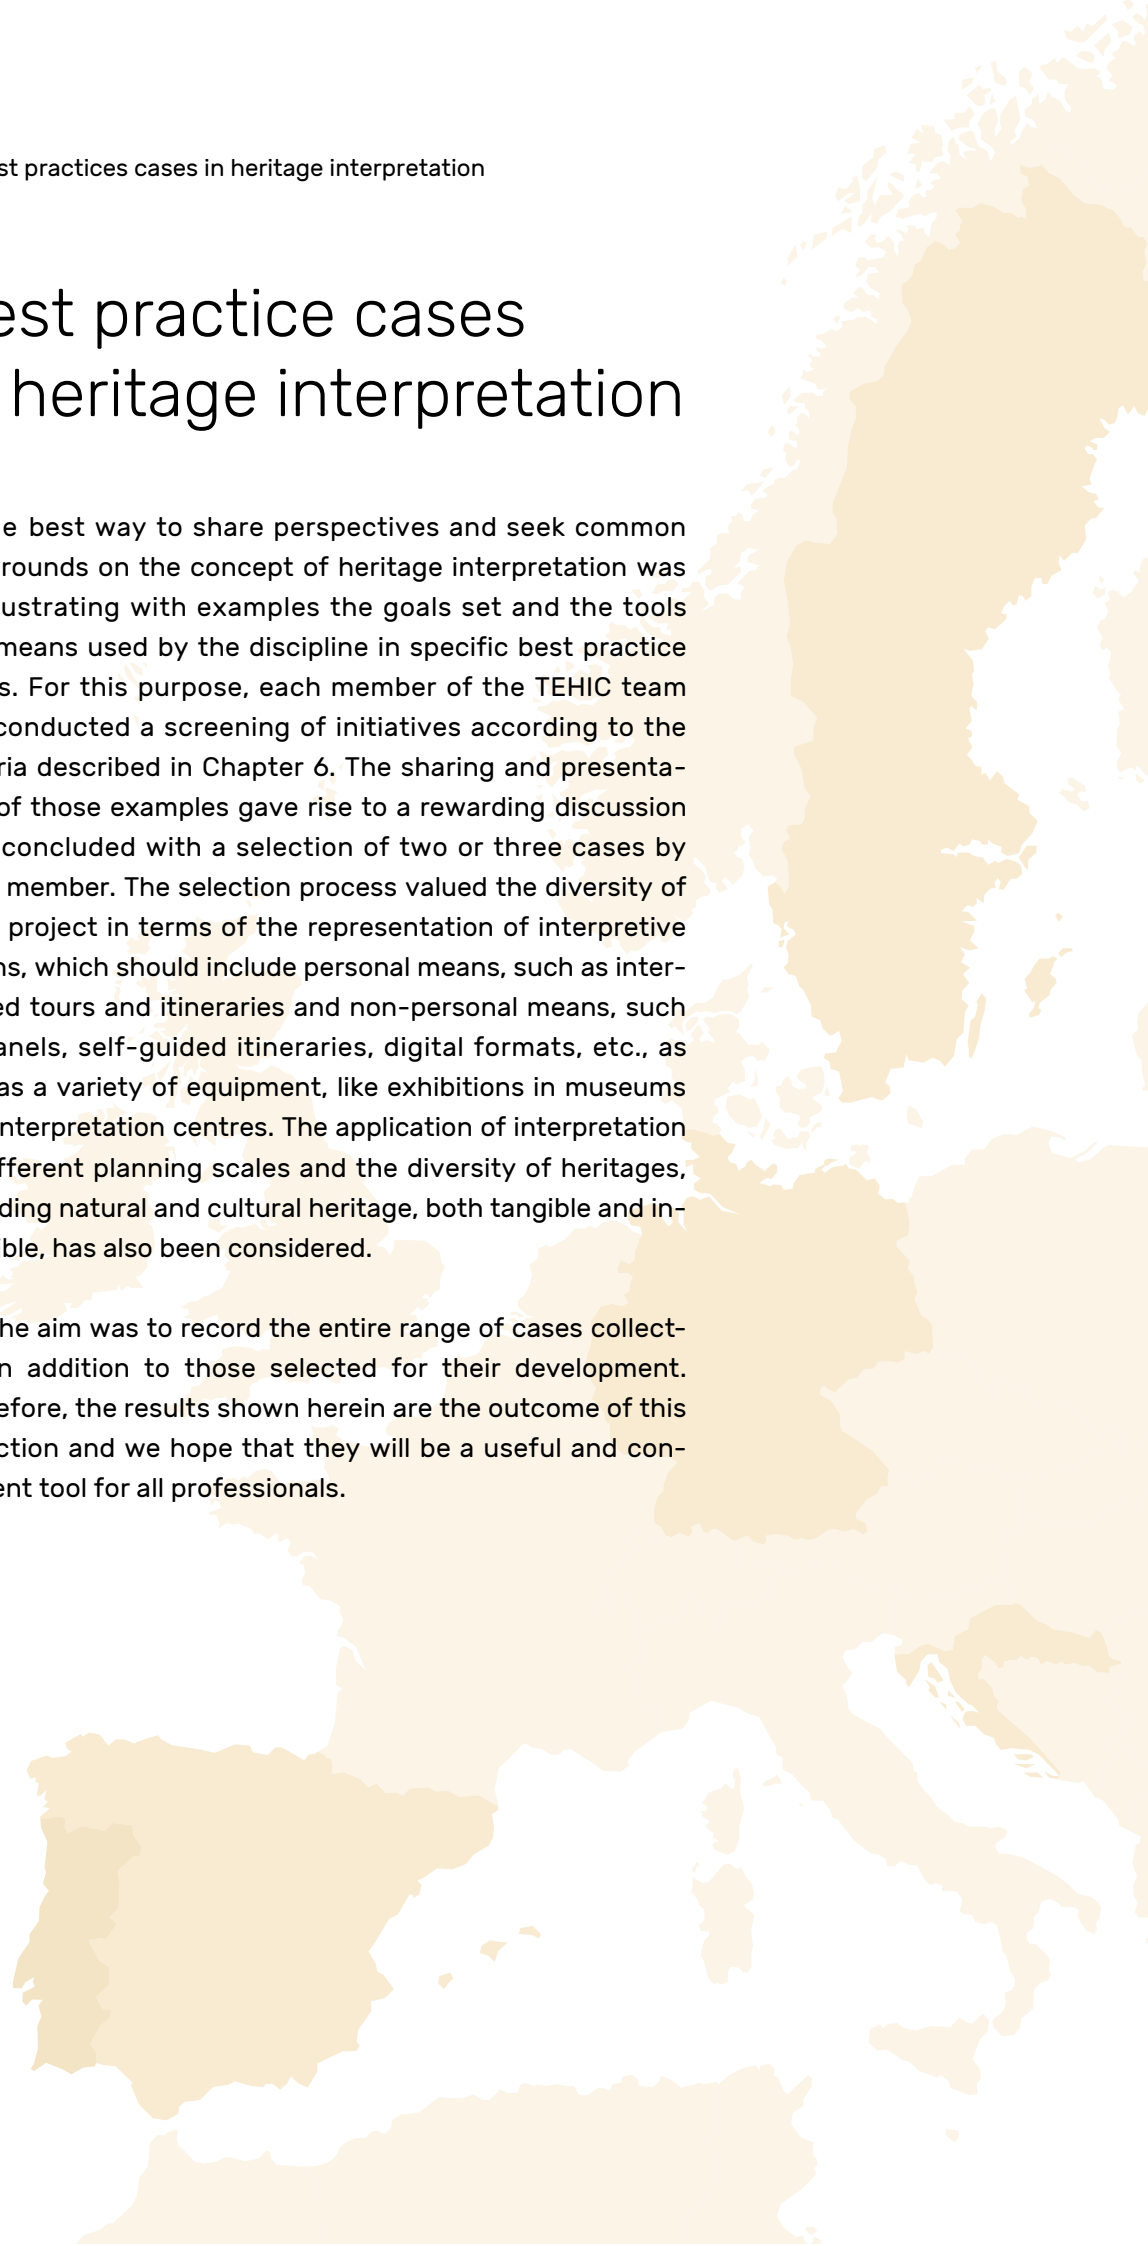 st practices cases in heritage interpretation
est practice cases
heritage interpretation
e best way to share perspectives and seek common
rounds on the concept of heritage interpretation was
ustrating with examples the goals set and the tools
means used by the discipline in specific best practice
s. For this purpose, each member of the TEHIC team
conducted a screening of initiatives according to the
ria described in Chapter 6. The sharing and presenta-
of those examples gave rise to a rewarding discussion
concluded with a selection of two or three cases by
member. The selection process valued the diversity of
project in terms of the representation of interpretive
ns, which should include personal means, such as inter-
ed tours and itineraries and non-personal means, such
anels, self-guided itineraries, digital formats, etc., as
as a variety of equipment, like exhibitions in museums
nterpretation centres. The application of interpretation
fferent planning scales and the diversity of heritages,
ding natural and cultural heritage, both tangible and in-
ible, has also been considered.
he aim was to record the entire range of cases collect-
n addition to those selected for their development.
efore, the results shown herein are the outcome of this
ction and we hope that they will be a useful and con-
ent tool for all professionals.